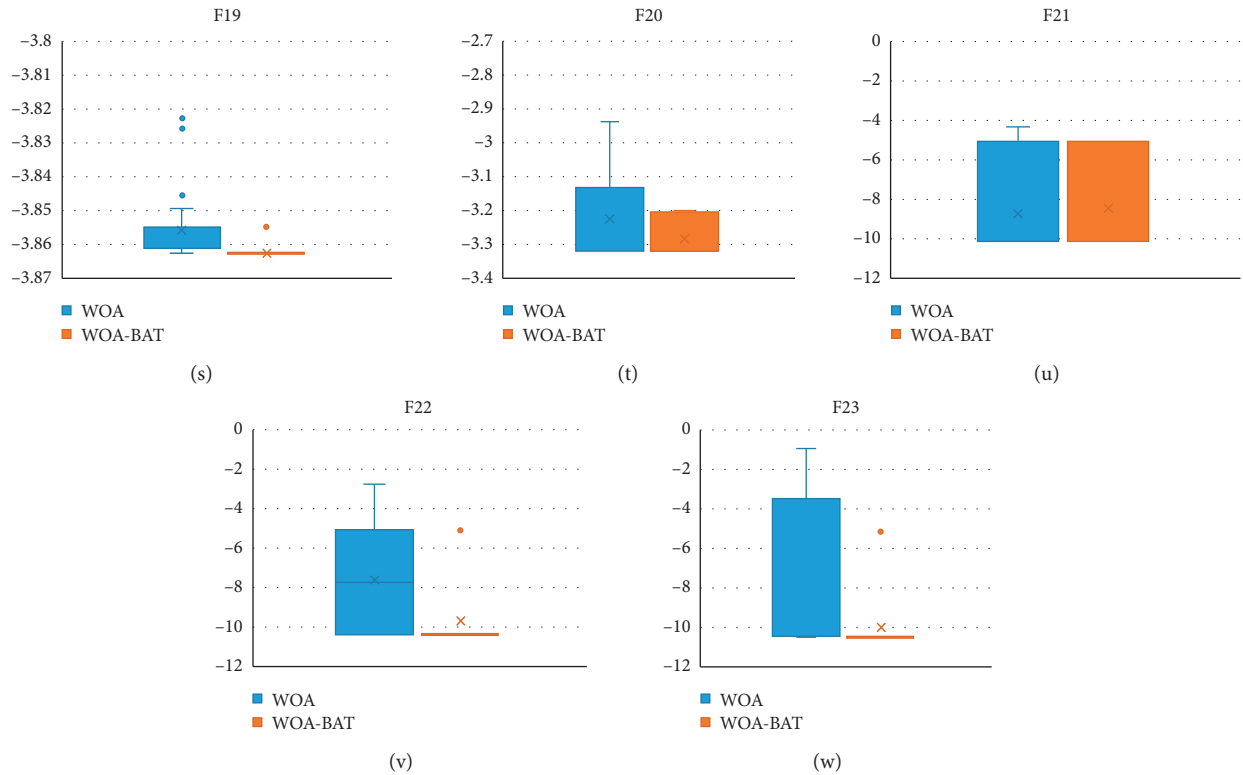 F19
–3.8
–3.81
–3.82
–3.83
–3.84
–3.85
–3.86
–3.87
WOA
WOA-BAT
(s)
F20
–2.7
–2.8
–2.9
–3
–3.1
–3.2
–3.3
–3.4
WOA
WOA-BAT
(t)
F21
0
–2
–4
–6
–8
–10
–12
WOA
WOA-BAT
(u)
F22
0
–2
–4
–6
–8
–10
–12
WOA
WOA-BAT
(v)
F23
0
–2
–4
–6
–8
–10
–12
WOA
WOA-BAT
(w)